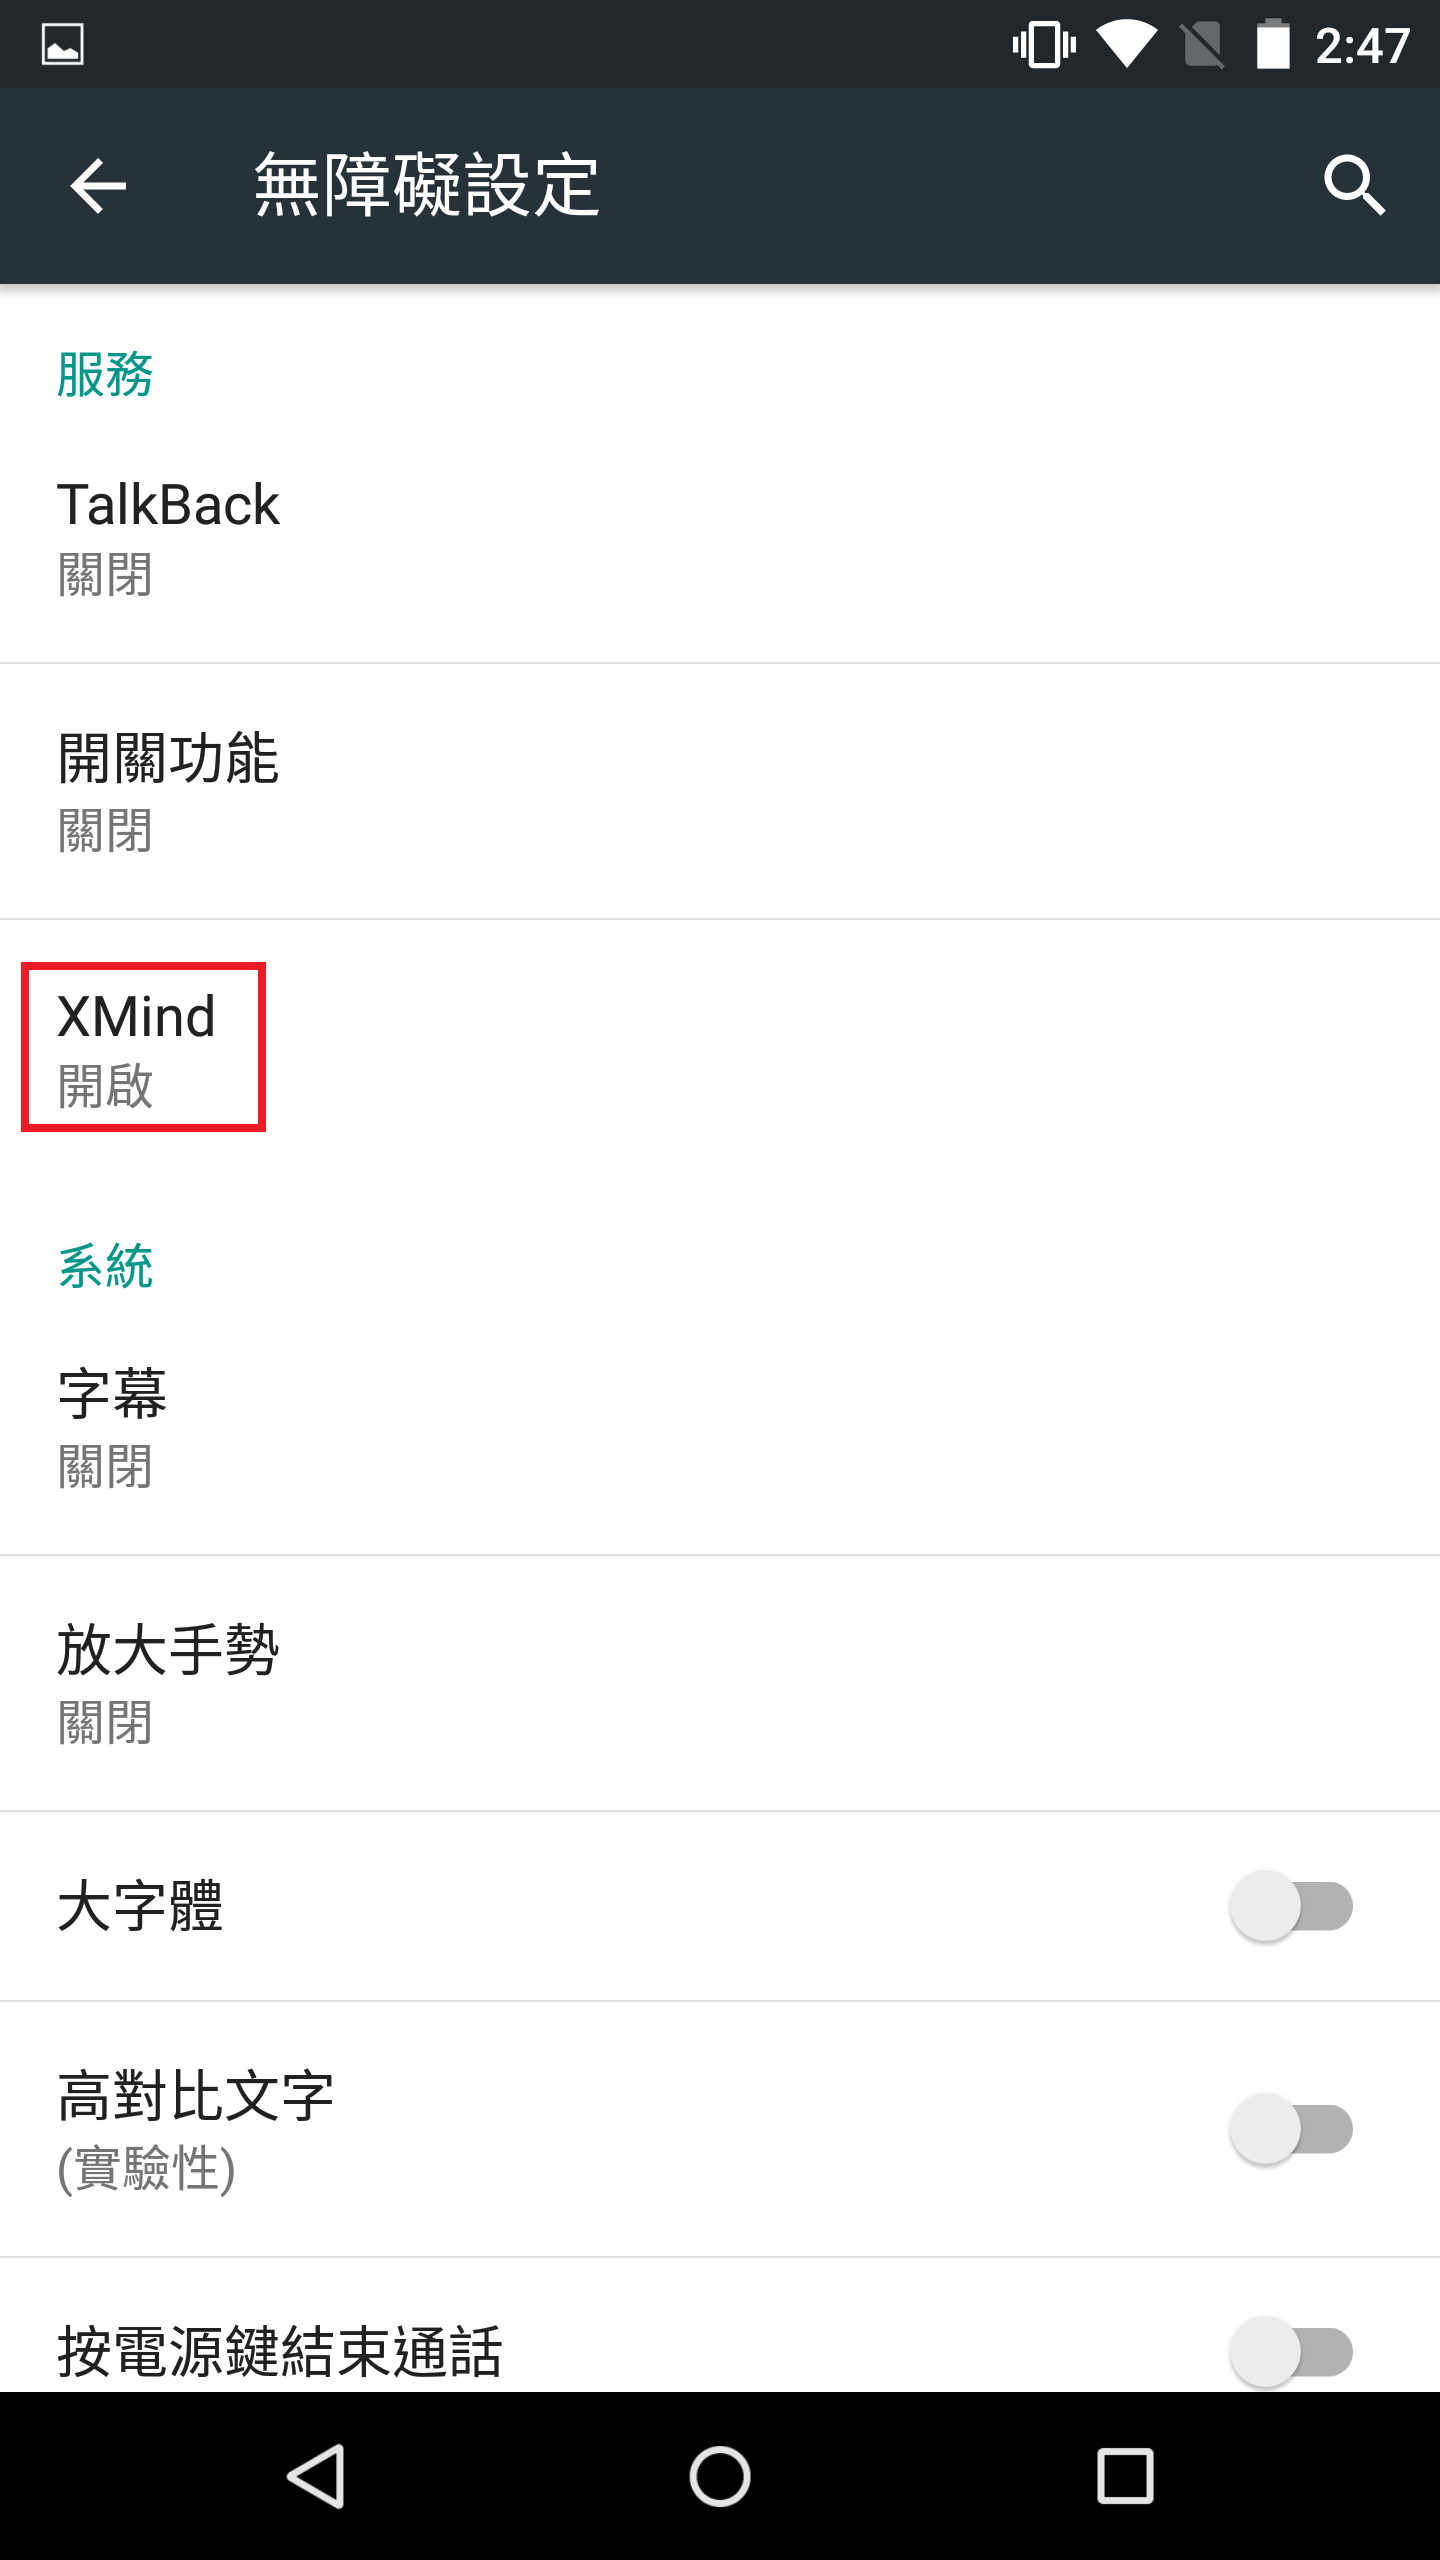 2:47
無障礙設定
服務
TalkBack
關閉
開關功能
關閉
XMind
開啟
系統
字幕
關閉
放大手勢
關閉
大字體
高對比文字
(實驗性)
按電源鍵結束通話